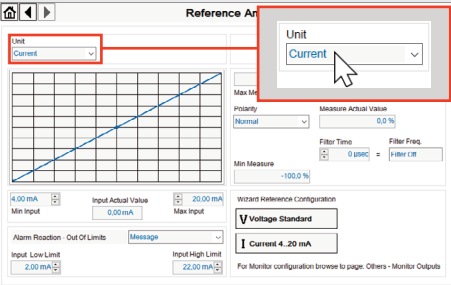 Reference An
Unit
Current
Unit
Current
Max Me
Polarity
Measure Actual Value
Normal
0,0 %
Filter Time
Filter Freq.
0 µsec
=
Filter Off
Min Measure
-100,0 %
4,00 mA
Input Actual Value
20,00 mA
Min Input
0,00 mA
Max Input
Wizard Reference Configuration
V Voltage Standard
I Current 4..20 mA
Alarm Reaction - Out Of Limits
Message
Input Low Limit
Input High Limit
2,00 mA
22,00 mA
For Monitor configuration browse to page: Others - Monitor Outputs